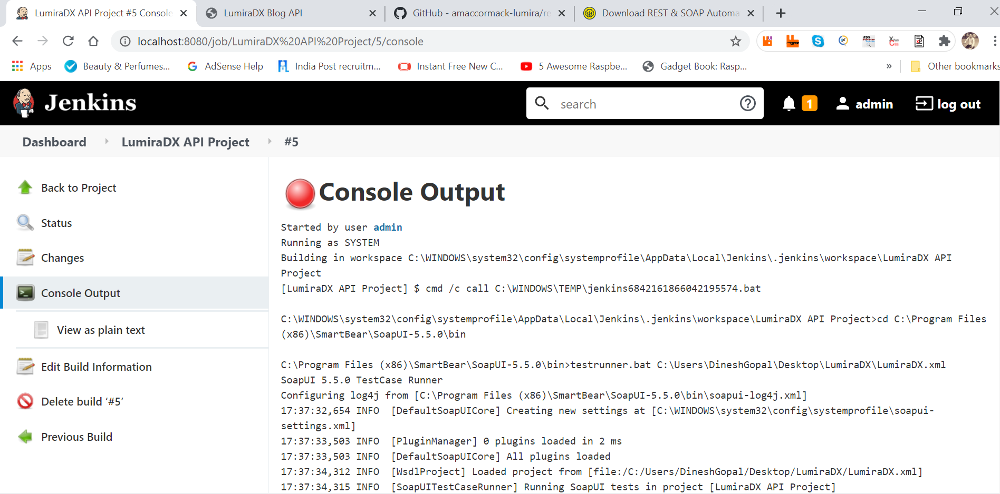 LumiraDX API Project #5 Console
LumiraDX Blog API
GitHub - amaccormack-lumira/re
Download REST & SOAP Automa
localhost:8080/job/LumiraDX%20API%20Project/5/console
Apps
Beauty & Perfumes...
AdSense Help
India Post recruitm...
Instant Free New C...
5 Awesome Raspbe...
Gadget Book: Rasp...
»
Other bookmarks
Jenkins
search
1
admin
log out
Dashboard
LumiraDX API Project
#5
Back to Project
Status
Changes
Console Output
View as plain text
Edit Build Information
Delete build ‘#5’
Previous Build
Console Output
Started by user admin
Running as SYSTEM
Building in workspace C:\WINDOWS\system32\config\systemprofile\AppData\Local\Jenkins\.jenkins\workspace\LumiraDX API
Project
[LumiraDX API Project] $ cmd /c call C:\WINDOWS\TEMP\jenkins6842161866042195574.bat
C:\WINDOWS\system32\config\systemprofile\AppData\Local\Jenkins\.jenkins\workspace\LumiraDX API Project>cd C:\Program Files
(x86)\SmartBear\SoapUI-5.5.0\bin
C:\Program Files (x86)\SmartBear\SoapUI-5.5.0\bin>testrunner.bat C:\Users\DineshGopal\Desktop\LumiraDX\LumiraDX.xml
SoapUI 5.5.0 TestCase Runner
Configuring log4j from [C:\Program Files (x86)\SmartBear\SoapUI-5.5.0\bin\soapui-log4j.xml]
17:37:32,654 INFO  [DefaultSoapUICore] Creating new settings at [C:\WINDOWS\system32\config\systemprofile\soapui-
settings.xml]
17:37:33,503 INFO  [PluginManager] 0 plugins loaded in 2 ms
17:37:33,503 INFO  [DefaultSoapUICore] All plugins loaded
17:37:34,312 INFO  [WsdlProject] Loaded project from [file:/C:/Users/DineshGopal/Desktop/LumiraDX/LumiraDX.xml]
17:37:34,315 INFO  [SoapUITestCaseRunner] Running SoapUI tests in project [LumiraDX API Project]